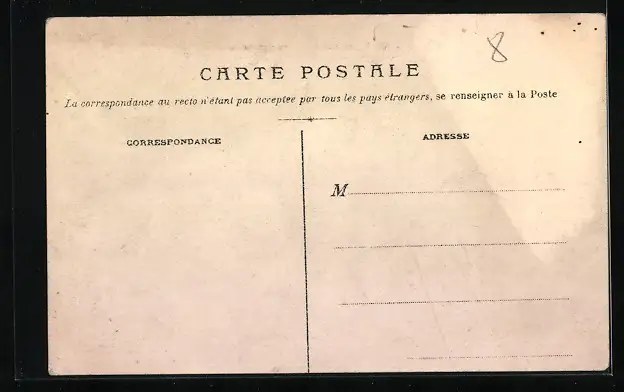 8
CARTE POSTALE
La correspondance au recto n'étant pas acceptée par tous les pays étrangers, se renseigner à la Poste
CORRESPONDANCE
ADRESSE
M